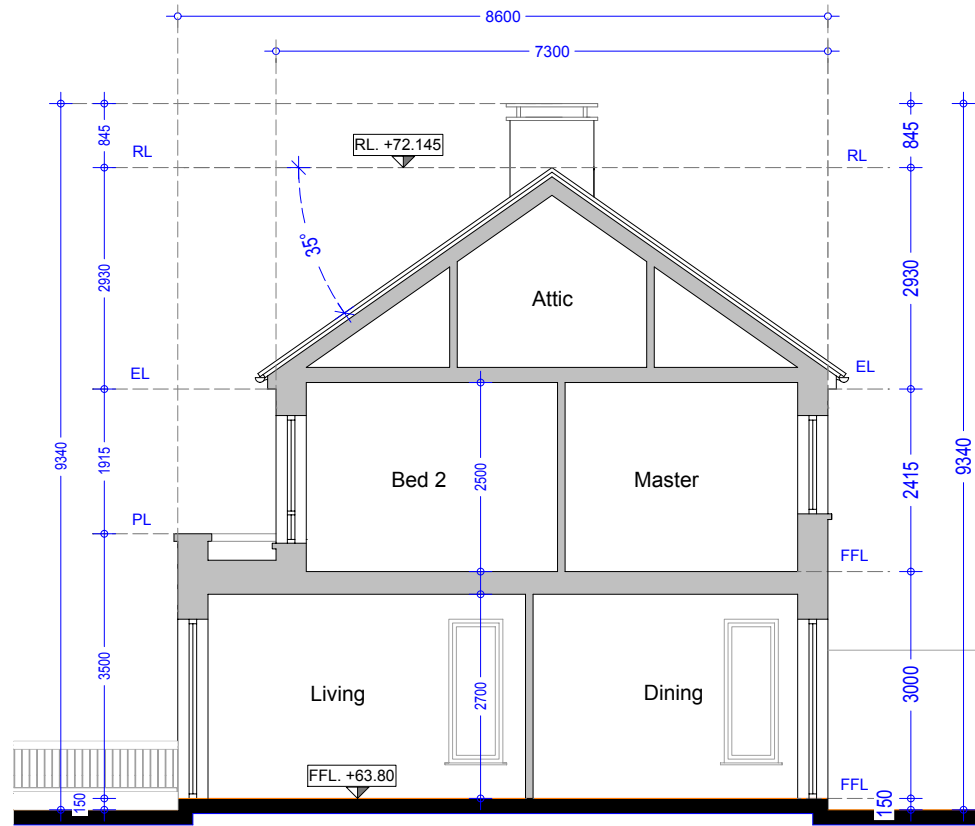 8600
7300
845
845
RL
RL. +72.145
RL
35°
2930
2930
Attic
EL
EL
9340
1915
Bed 2
2500
Master
2415
9340
PL
FFL
3500
Living
2700
Dining
3000
FFL. +63.80
FFL
150
150